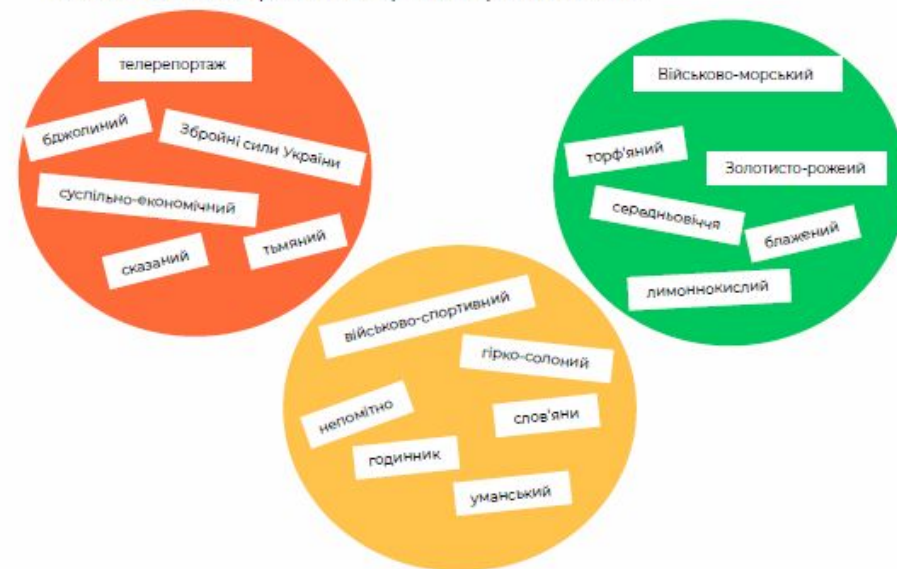 телерепортаж
бджолиний
Збройні сили України
суспільно-економічний
сказаний
тьмяний
Військово-морський
торф'яний
Золотисто-рожеий
середньовіччя
блажений
лимоннокислий
військово-спортивний
гірко-солоний
непомітно
слов'яни
годинник
уманський